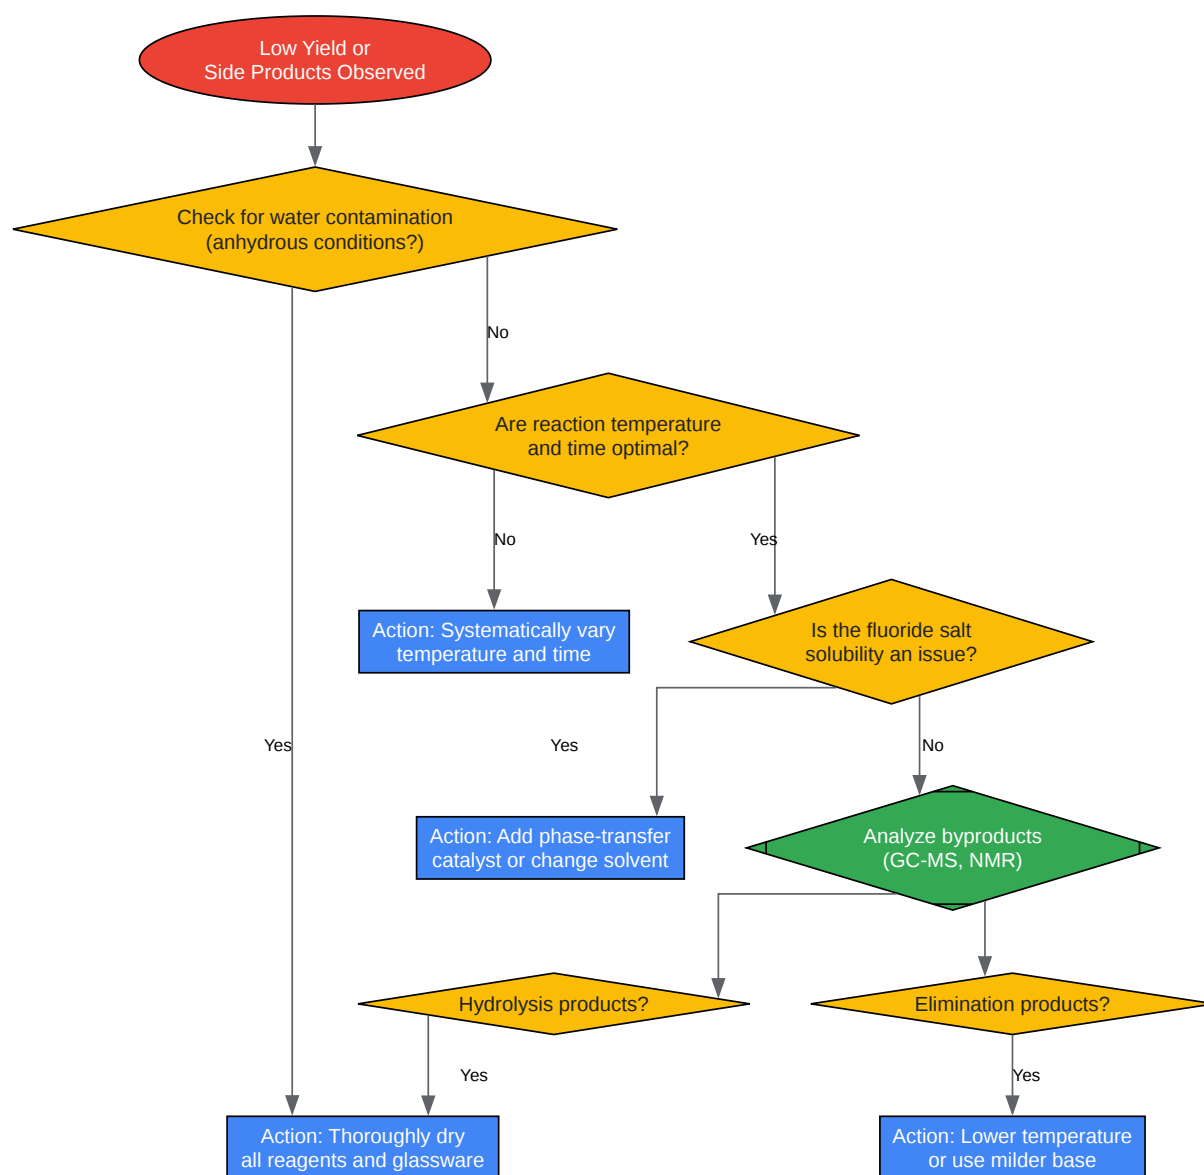 Low Yield or
Side Products Observed
Check for water contamination
(anhydrous conditions?)
No
Are reaction temperature
and time optimal?
No
Yes
Action: Systematically vary
temperature and time
Is the fluoride salt
solubility an issue?
Yes
Yes
No
Action: Add phase-transfer
catalyst or change solvent
Analyze byproducts
(GC-MS, NMR)
Hydrolysis products?
Elimination products?
Yes
Yes
Action: Thoroughly dry
all reagents and glassware
Action: Lower temperature
or use milder base